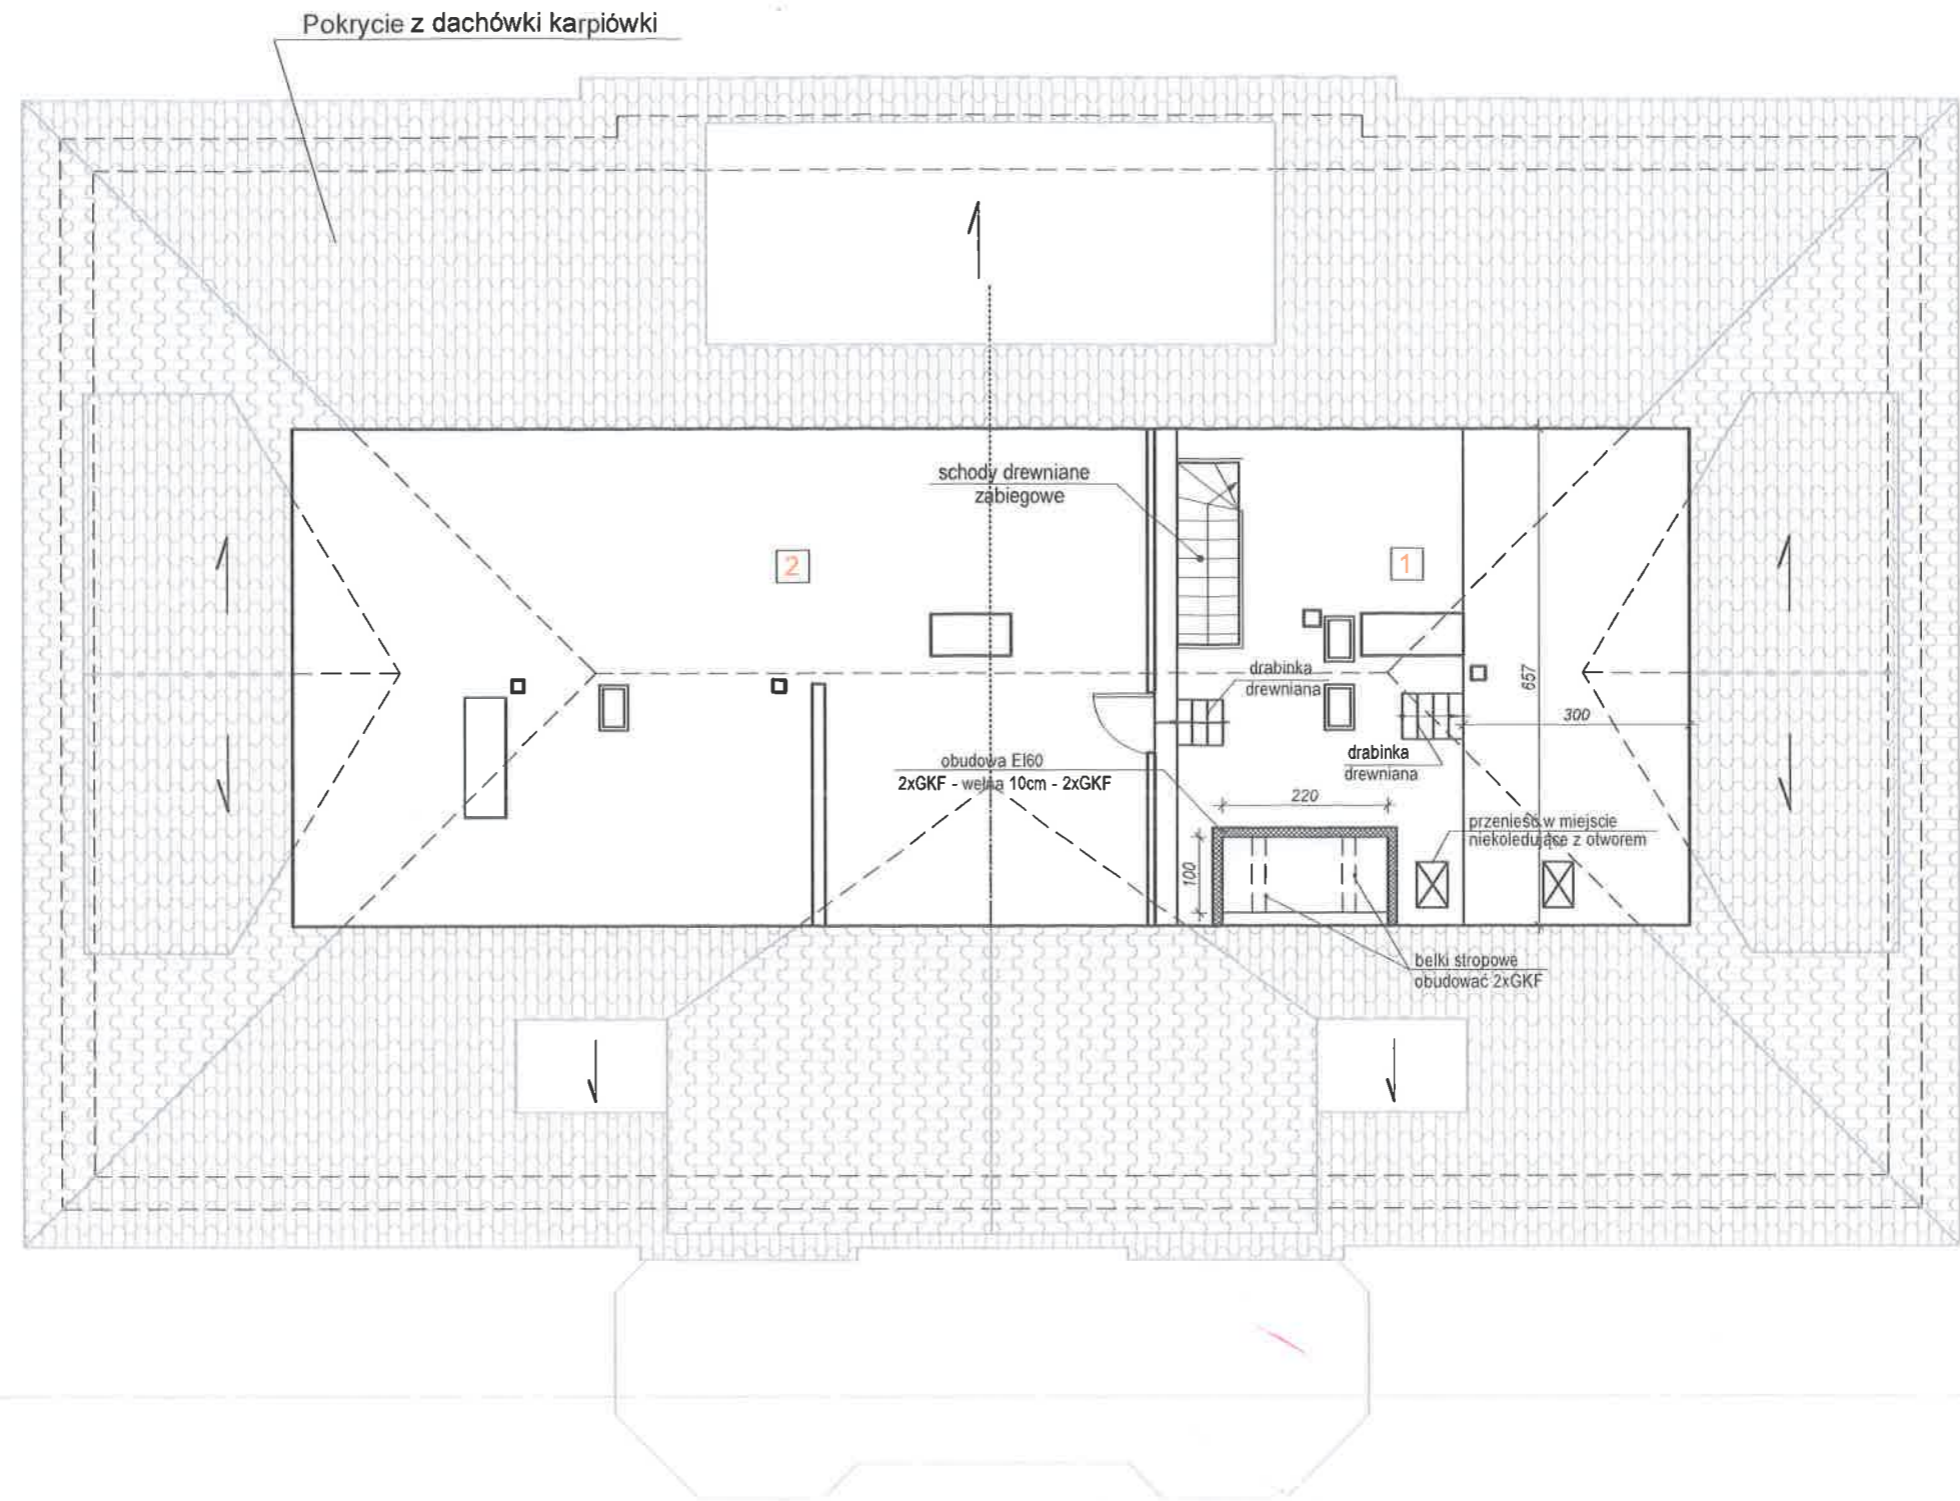 Pokrycie z dachówki karpiówki
schody drewniane
zabiegowe
2
1
drabinka
drewniana
657
300
drabinka
drewniana
obudowa EI60
2xGKF - wełna 10cm - 2xGKF
220
przenieść w miejscie
niekoledujące z otworem
100
belki stropowe
obudować 2xGKF